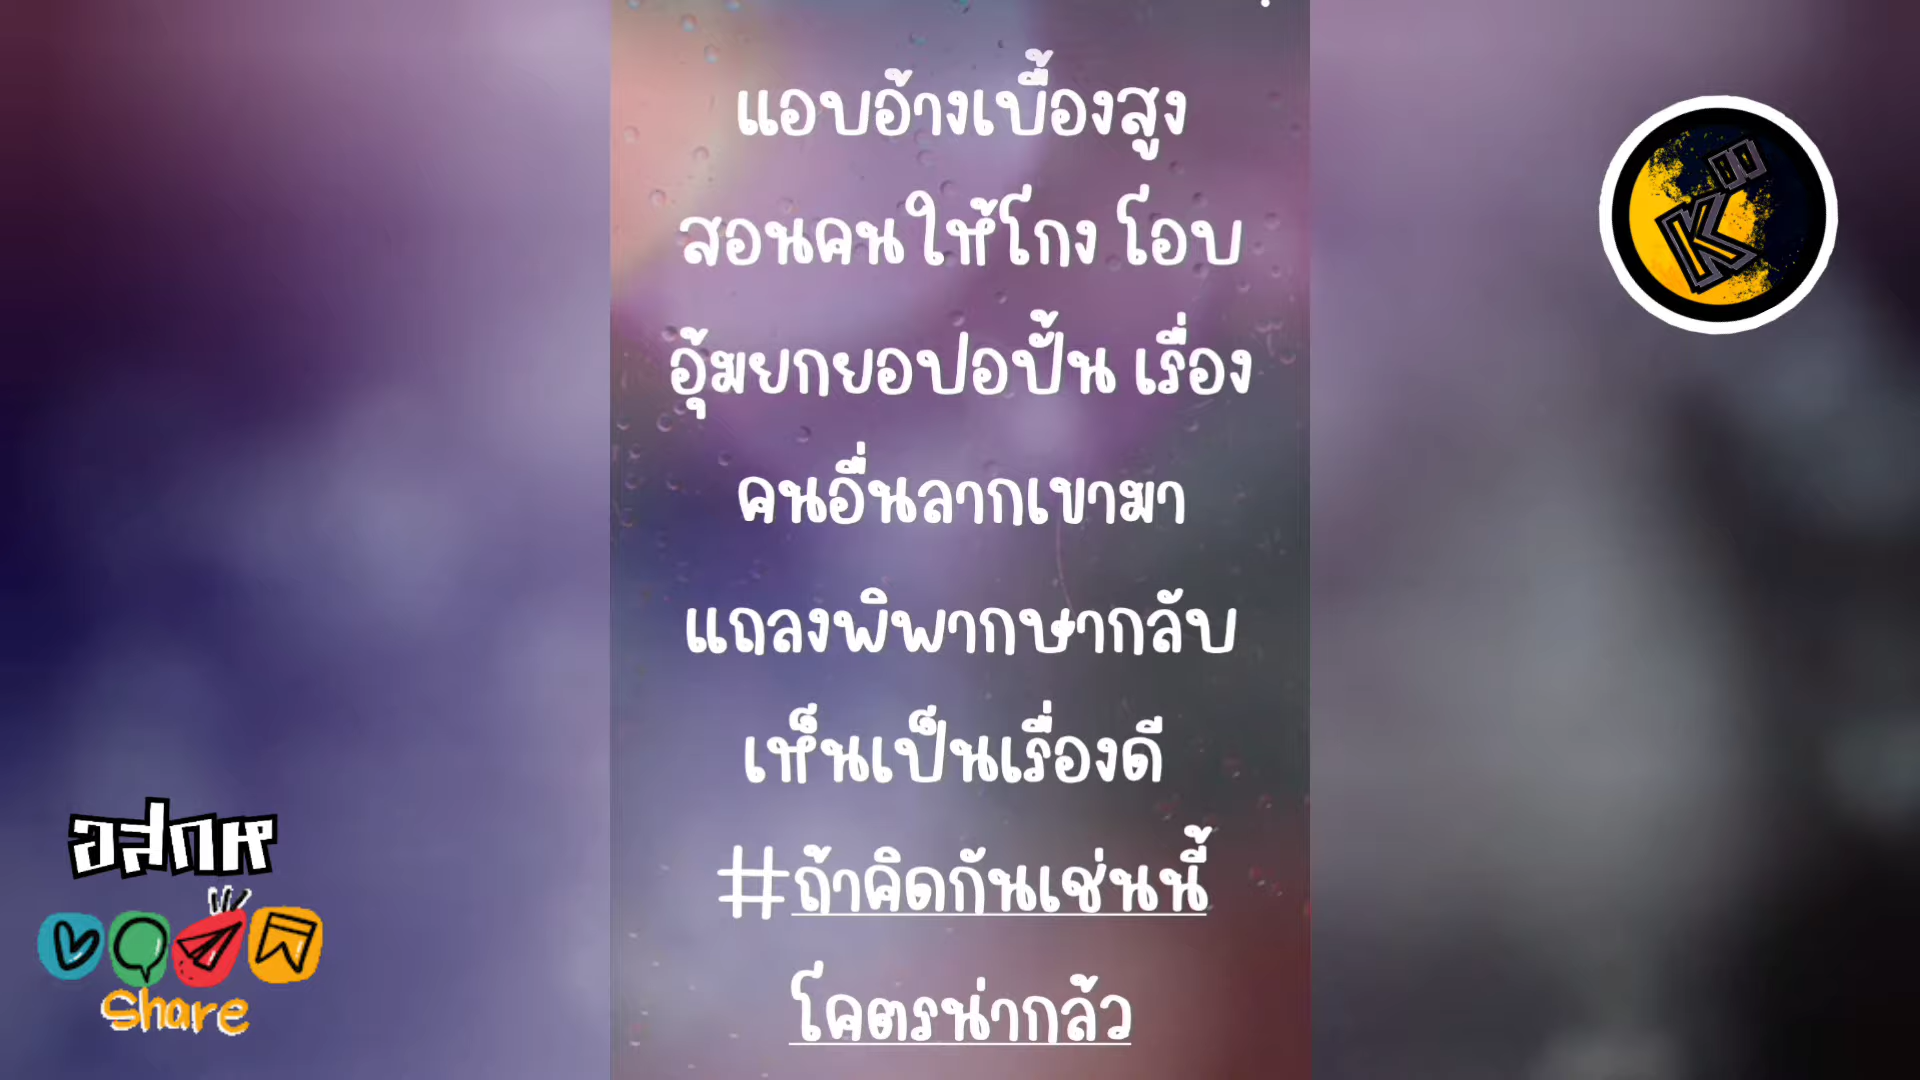 แอบอ้างเบื้องสูง
สอนคนให้โกง โอบ
อุ้มยกยอปอปั้น เรื่อง
คนอื่นลากเขามา
แถลงพิพากษากลับ
เห็นเป็นเรื่องดี
#ถ้าคิดกันเช่นนี้
โคตรน่ากลัว
K
อสกห
Share